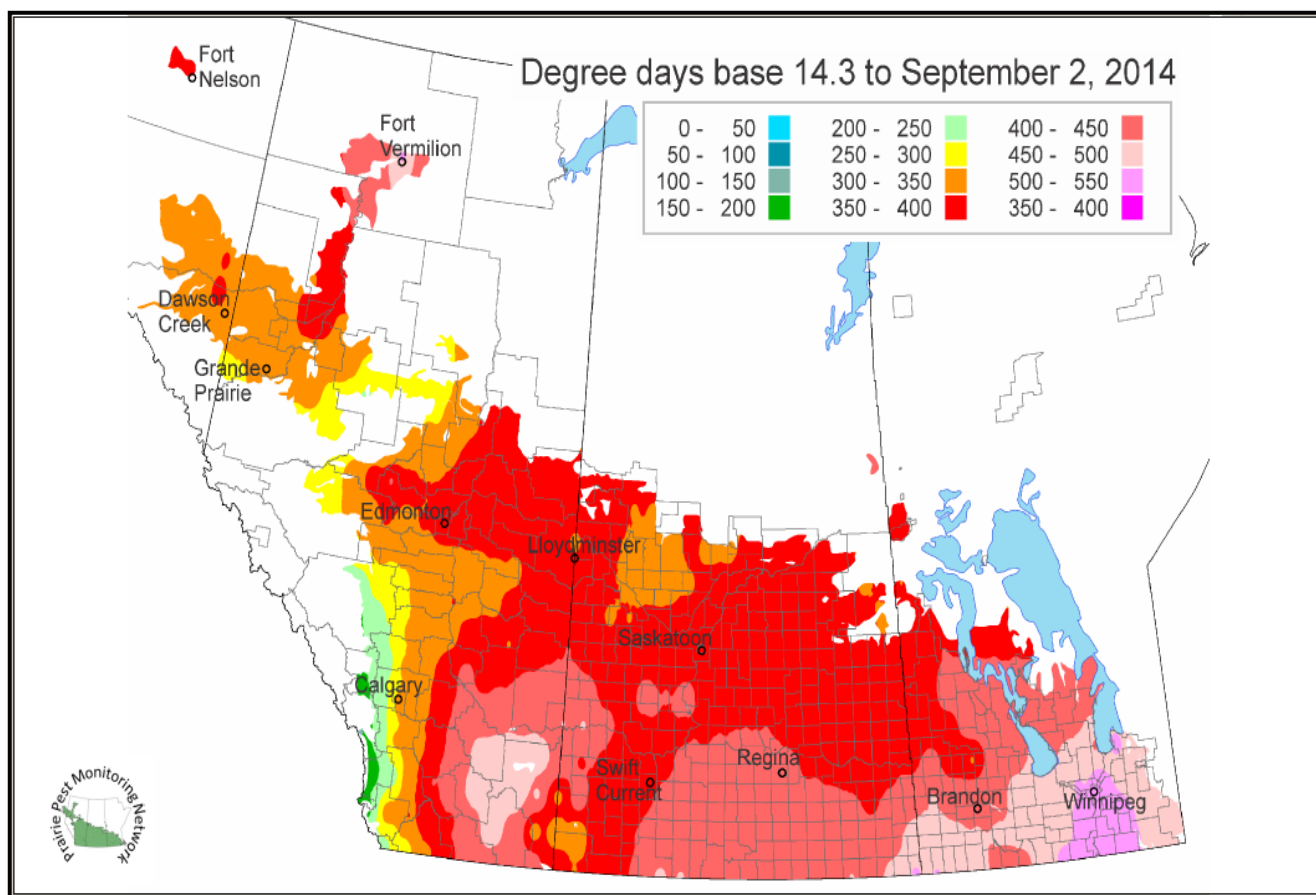 Fort
Nelson
Degree days base 14.3 to September 2, 2014
0 - 50 200 - 250 400 - 450
50 - 100 250 - 300 450 - 500
100 - 150 300 - 350 500 - 550
150 - 200 350 - 400 350 - 400
Fort
Vermilion
Dawson
Creek
Grande
Prairie
Edmonton
Lloydminster
Saskatoon
Calgary
Swift
Current
Regina
Brandon
Winnipeg
Prairie Pest Monitoring Network